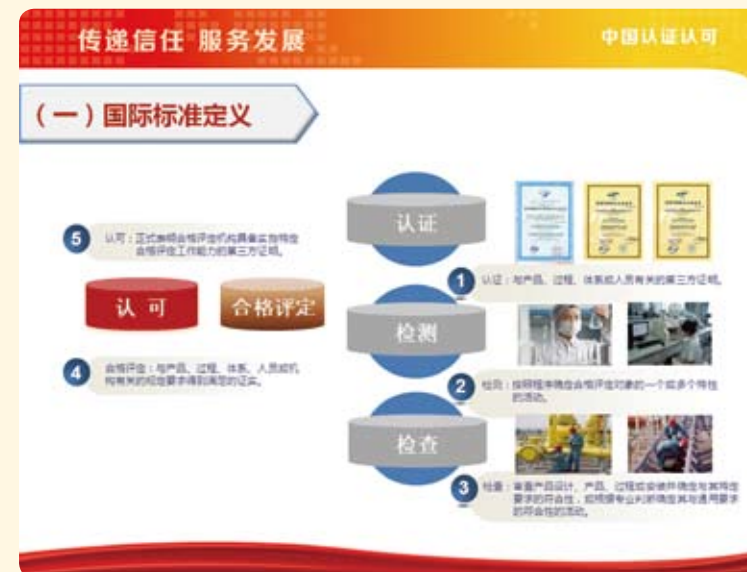 传递信任 服务发展
中国认证认可
（一）国际标准定义
认证
5
认可：正式表明合格评定机构具备实施特定
合格评定工作能力的第三方证明。
1
认证：与产品、过程、体系或人员有关的第三方证明。
认 可
合格评定
检测
4
合格评定：与产品、过程、体系、人员或机
构有关的规定要求得到满足的证实。
2
检测：按照程序确定合格评定对象的一个或多个特性
的活动。
检查
3
检查：审查产品设计、产品、过程或安装并确定与其特定
要求的符合性，或根据专业判断确定其与通用要求
的符合性的活动。